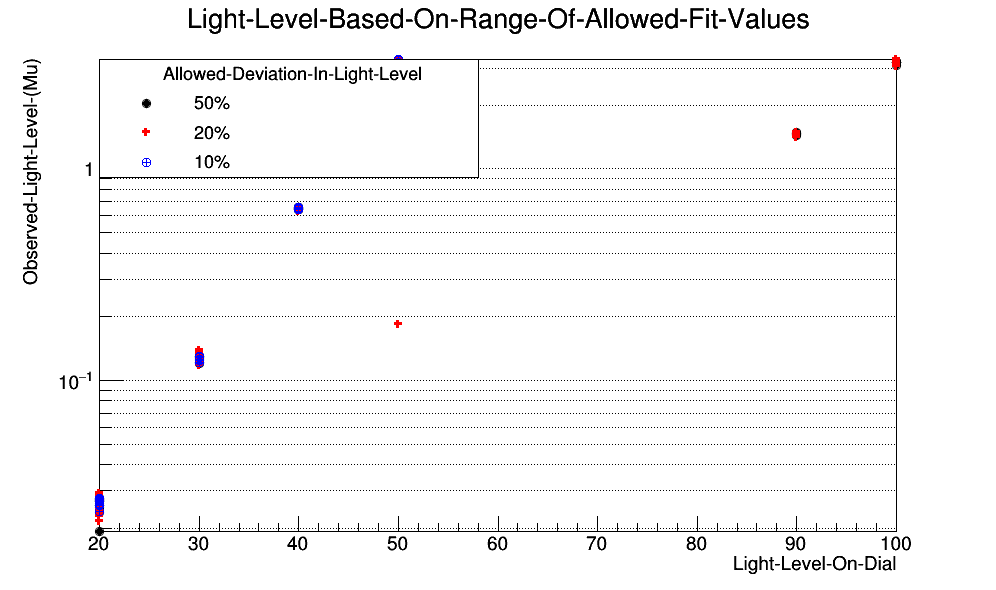 Light-Level-Based-On-Range-Of-Allowed-Fit-Values
Observed-Light-Level-(Mu)
Allowed-Deviation-In-Light-Level
50%
20%
10%
1
10⁻¹
20 30 40 50 60 70 80 90 100
Light-Level-On-Dial